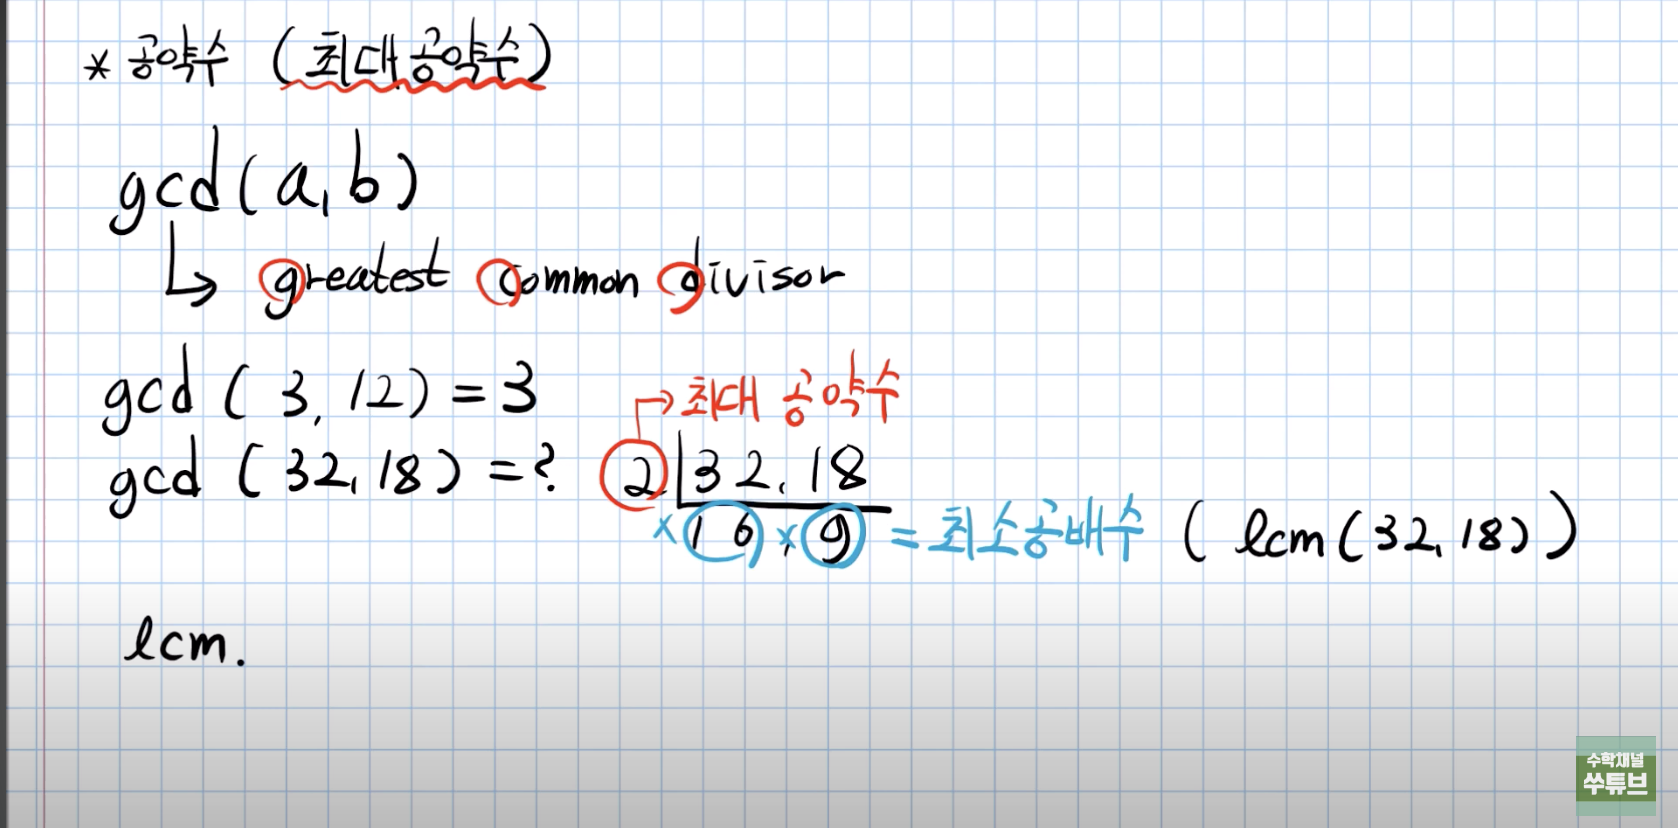 * 공약수 (최대공약수)
gcd(a,b)
↳ greatest common divisor
gcd (3, 12) = 3
→ 최대 공약수
gcd (32, 18) = ? 2 | 32, 18
× 16 × , 9 = 최소공배수 ( lcm(32, 18) )
lcm.
수학채널
쑤튜브